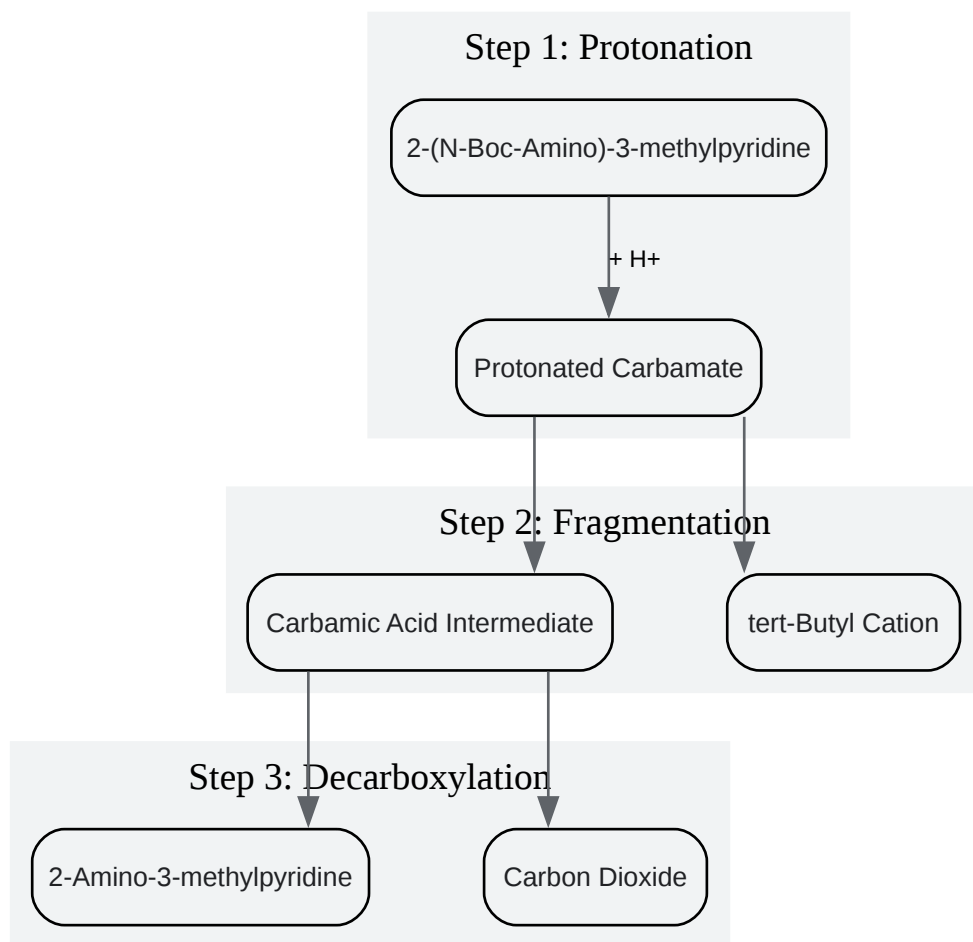 Step 1: Protonation
2-(N-Boc-Amino)-3-methylpyridine
+ H+
Protonated Carbamate
Step 2: Fragmentation
Carbamic Acid Intermediate
tert-Butyl Cation
Step 3: Decarboxylation
2-Amino-3-methylpyridine
Carbon Dioxide